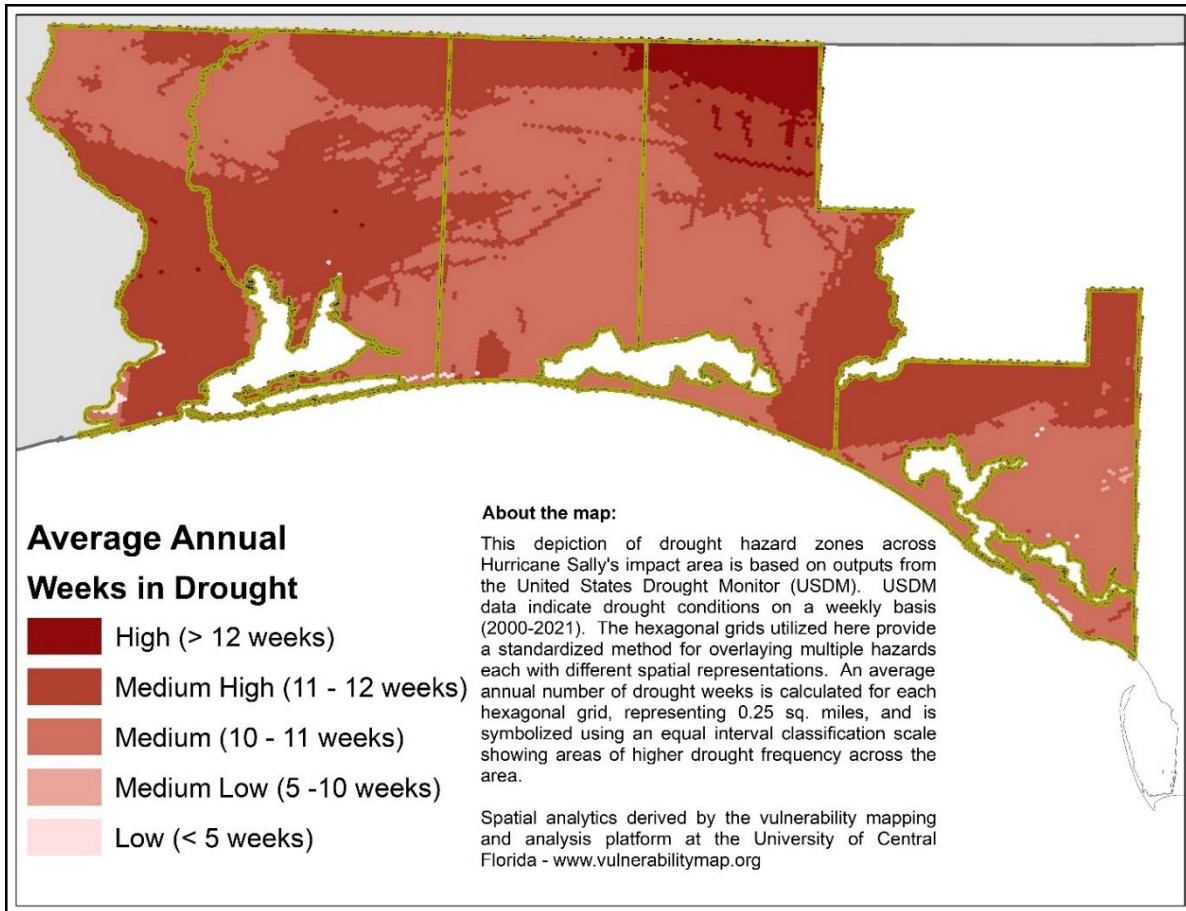 Average Annual
Weeks in Drought
High (> 12 weeks)
Medium High (11 - 12 weeks)
Medium (10 - 11 weeks)
Medium Low (5 -10 weeks)
Low (< 5 weeks)
About the map:
This depiction of drought hazard zones across
Hurricane Sally's impact area is based on outputs from
the United States Drought Monitor (USDM). USDM
data indicate drought conditions on a weekly basis
(2000-2021). The hexagonal grids utilized here provide
a standardized method for overlaying multiple hazards
each with different spatial representations. An average
annual number of drought weeks is calculated for each
hexagonal grid, representing 0.25 sq. miles, and is
symbolized using an equal interval classification scale
showing areas of higher drought frequency across the
area.
Spatial analytics derived by the vulnerability mapping
and analysis platform at the University of Central
Florida - www.vulnerabilitymap.org